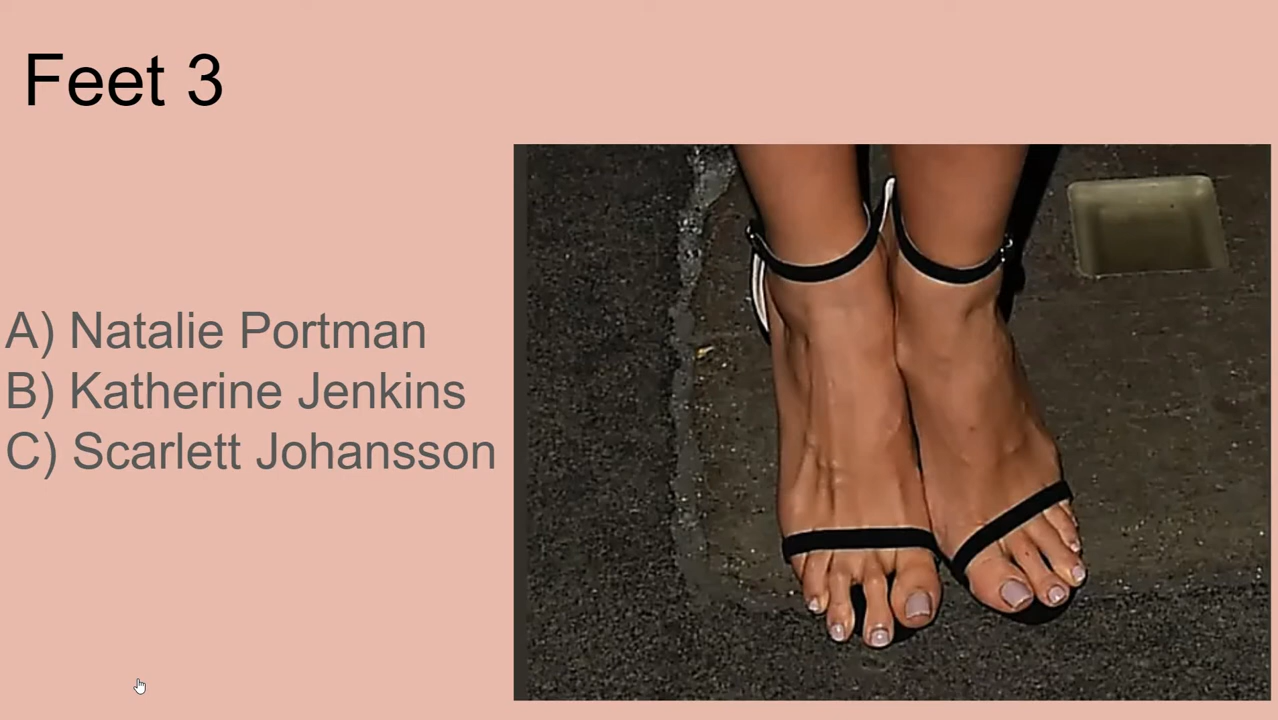 Feet 3
A) Natalie Portman
B) Katherine Jenkins
C) Scarlett Johansson